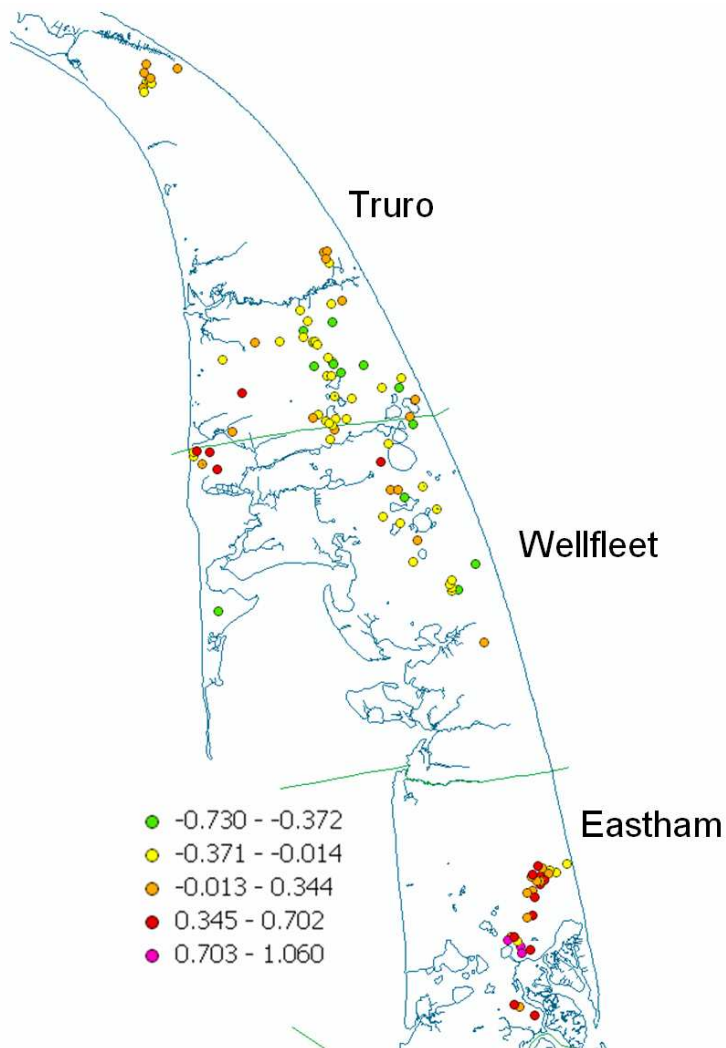 Truro
Wellfleet
Eastham
-0.730 - -0.372
-0.371 - -0.014
-0.013 - 0.344
0.345 - 0.702
0.703 - 1.060